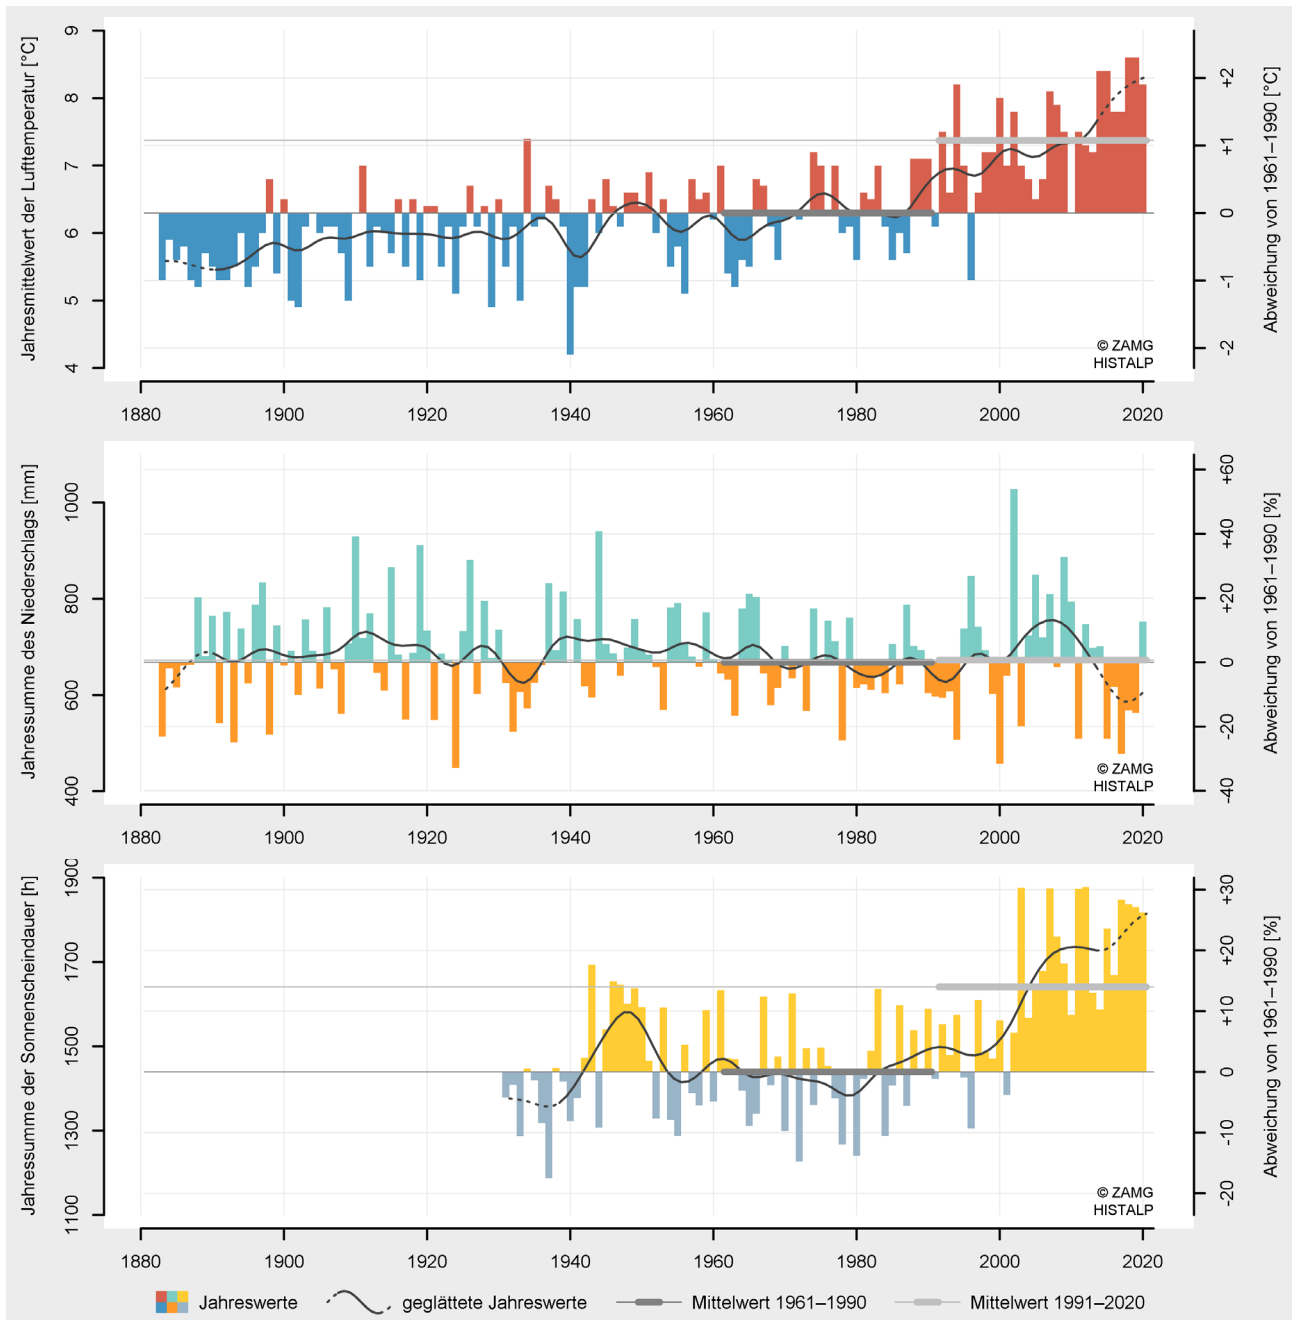 Jahresmittelwert der Lufttemperatur [°C]
9
8
7
6
5
4
+2
+1
0
-1
-2
Abweichung von 1961–1990 [°C]
© ZAMG
HISTALP
1880 1900 1920 1940 1960 1980 2000 2020
Jahressumme des Niederschlags [mm]
1000
800
600
400
+60
+40
+20
0
-20
-40
Abweichung von 1961–1990 [%]
© ZAMG
HISTALP
1880 1900 1920 1940 1960 1980 2000 2020
Jahressumme der Sonnenscheindauer [h]
1900
1700
1500
1300
1100
+30
+20
+10
0
-10
-20
Abweichung von 1961–1990 [%]
© ZAMG
HISTALP
1880 1900 1920 1940 1960 1980 2000 2020
Jahreswerte geglättete Jahreswerte Mittelwert 1961–1990 Mittelwert 1991–2020